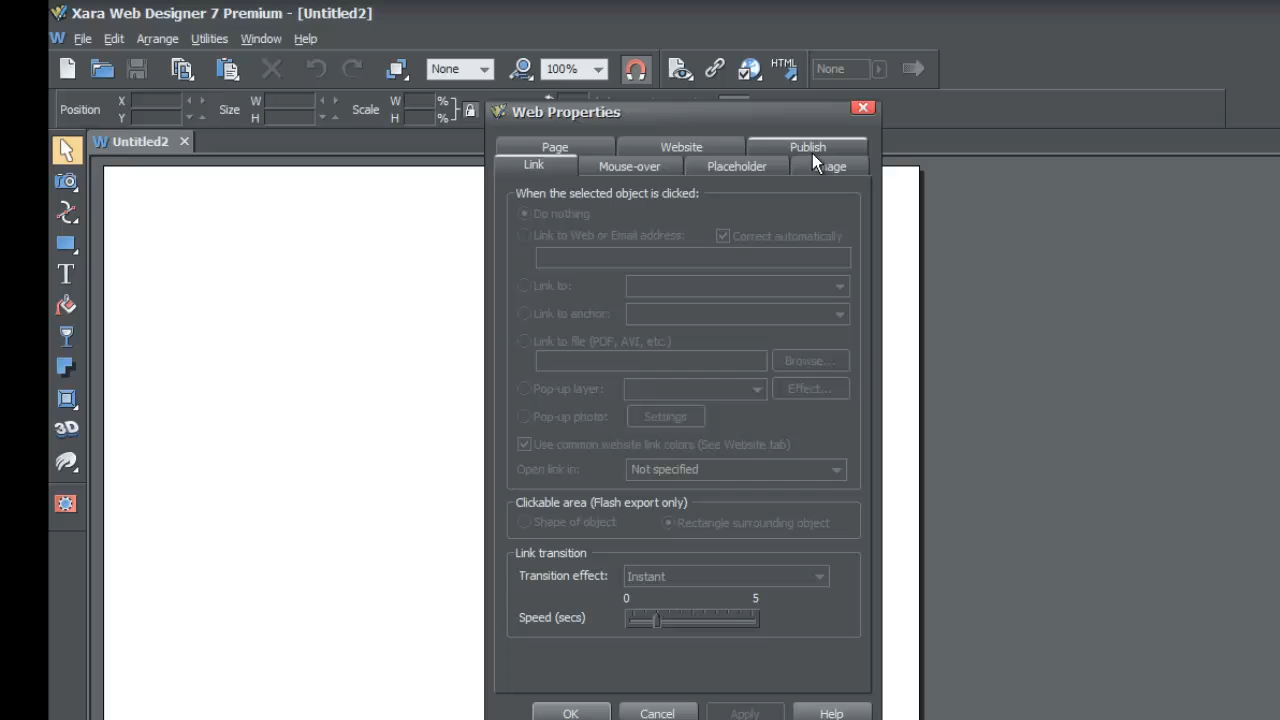 Xara Web Designer 7 Premium - [Untitled2]
File Edit Arrange Utilities Window Help
None 100% HTML None
Position X Y Size W H Scale W % H %
Untitled2
Web Properties
Page Website Publish
Link Mouse-over Placeholder
When the selected object is clicked:
Do nothing
Link to Web or Email address: Correct automatically
Link to:
Link to anchor:
Link to file (PDF, AVI, etc.)
Browse...
Pop-up layer: Effect...
Pop-up photo: Settings
Use common website link colors (See Website tab)
Open link in: Not specified
Clickable area (Flash export only)
Shape of object Rectangle surrounding object
Link transition
Transition effect: Instant
0 5
Speed (secs)
OK Cancel Apply Help
3D